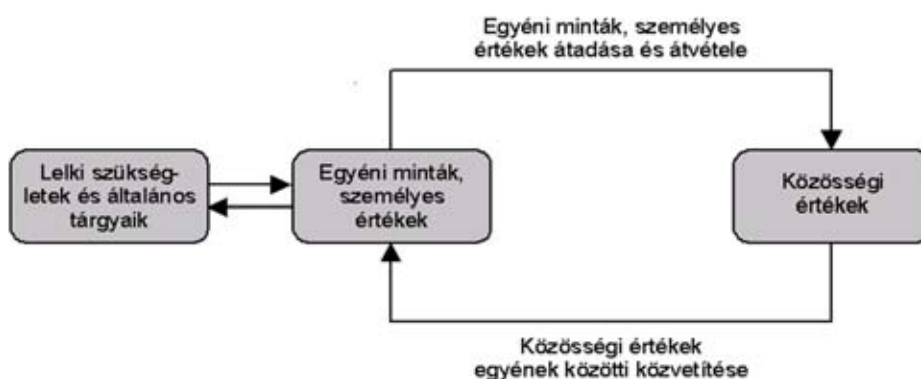 Egyéni minták, személyes
értékek átadása és átvétele
Lelki szükség-
letek és általános
tárgyaik
Egyéni minták,
személyes
értékek
Közösségi
értékek
Közösségi értékek
egyének közötti közvetítése